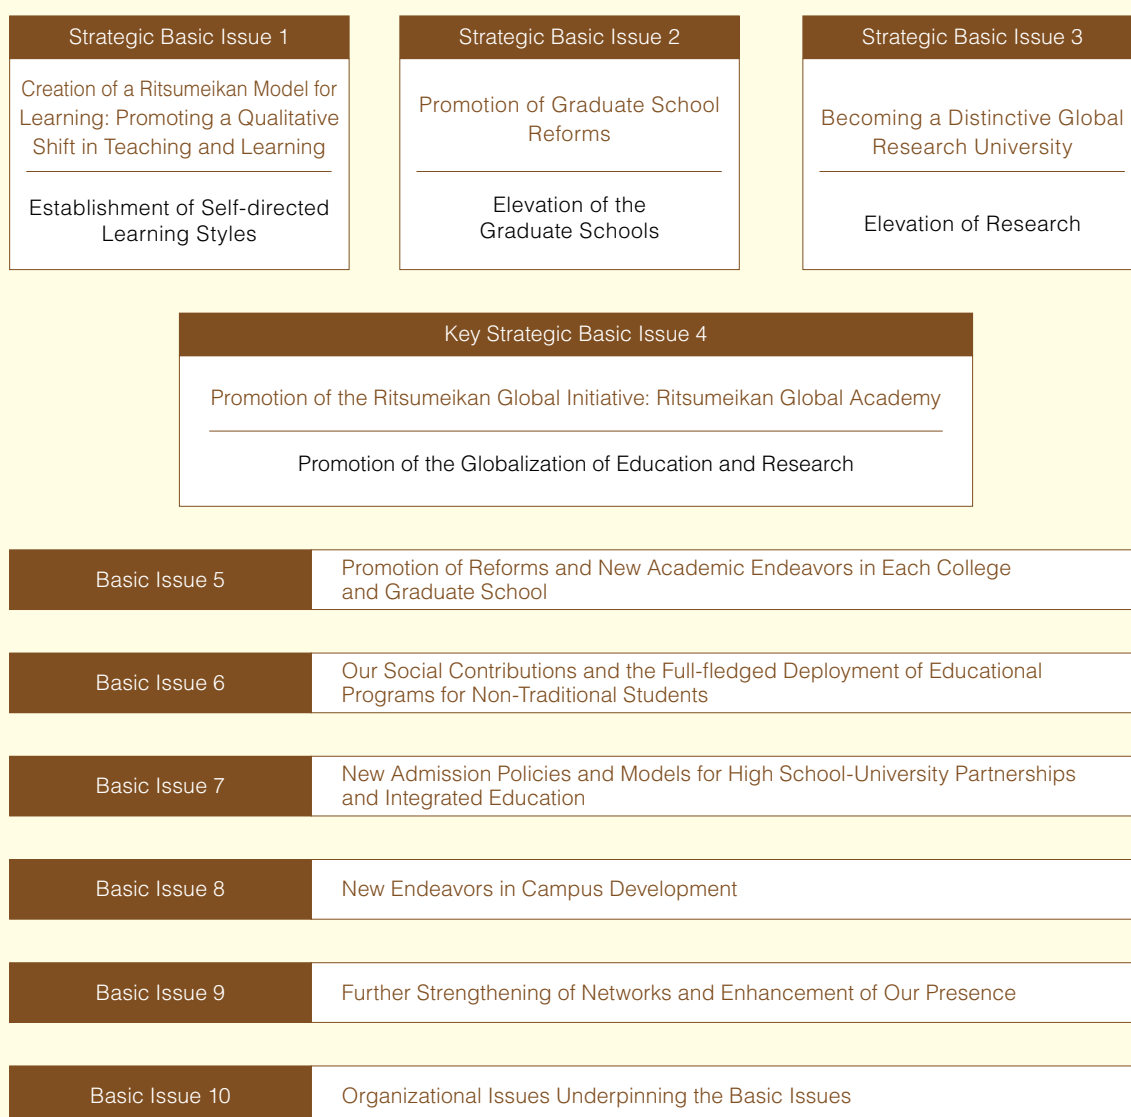 Strategic Basic Issue 1
Creation of a Ritsumeikan Model for
Learning: Promoting a Qualitative
Shift in Teaching and Learning
Establishment of Self-directed
Learning Styles
Strategic Basic Issue 2
Promotion of Graduate School
Reforms
Elevation of the
Graduate Schools
Strategic Basic Issue 3
Becoming a Distinctive Global
Research University
Elevation of Research
Key Strategic Basic Issue 4
Promotion of the Ritsumeikan Global Initiative: Ritsumeikan Global Academy
Promotion of the Globalization of Education and Research
Basic Issue 5
Promotion of Reforms and New Academic Endeavors in Each College
and Graduate School
Basic Issue 6
Our Social Contributions and the Full-fledged Deployment of Educational
Programs for Non-Traditional Students
Basic Issue 7
New Admission Policies and Models for High School-University Partnerships
and Integrated Education
Basic Issue 8
New Endeavors in Campus Development
Basic Issue 9
Further Strengthening of Networks and Enhancement of Our Presence
Basic Issue 10
Organizational Issues Underpinning the Basic Issues